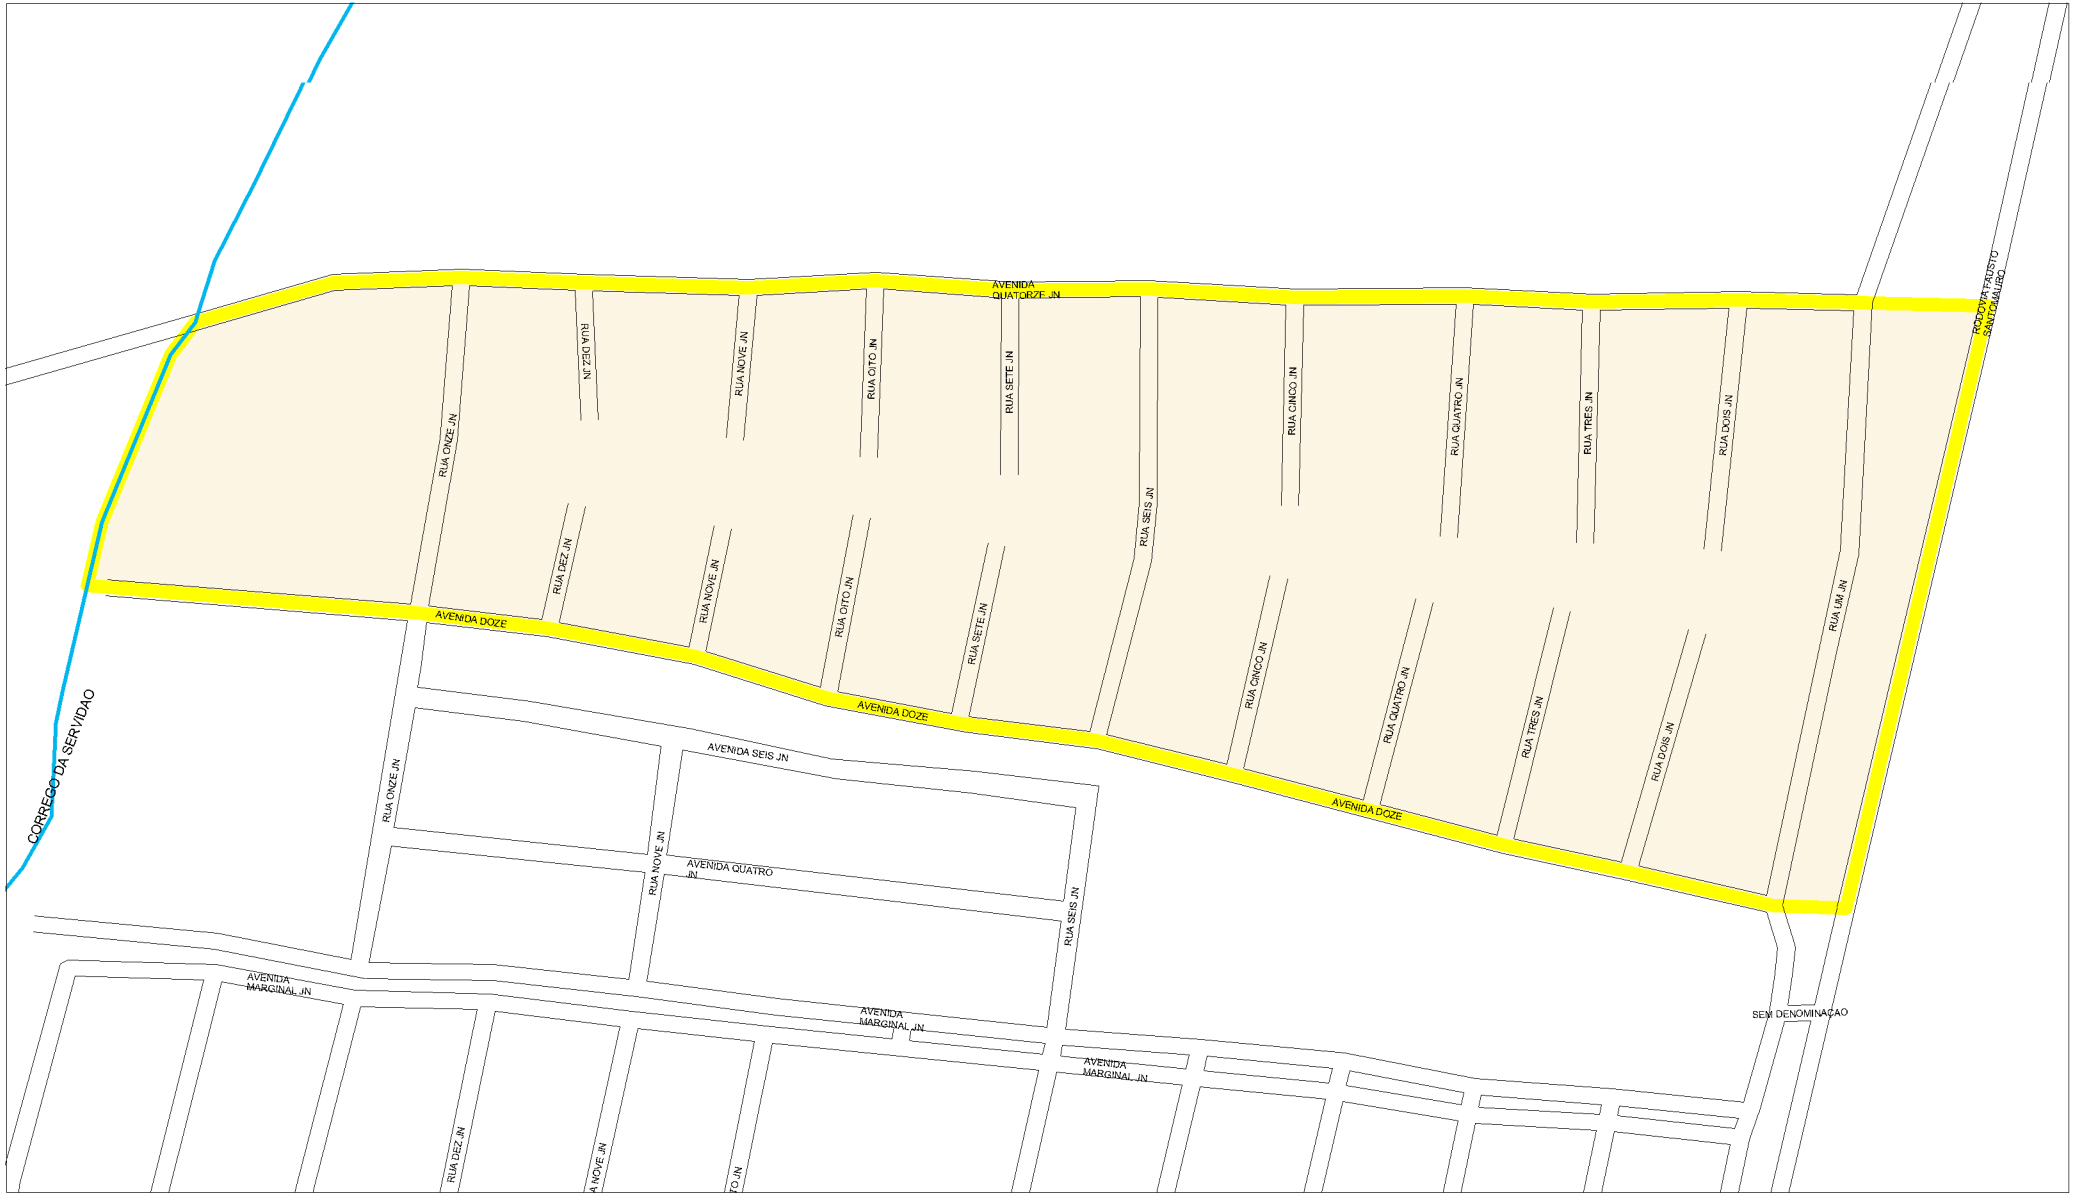 AVENIDA
QUATORZE JN
RODOVIA FAUSTO
SANTOMAURO
RUA DEZ JN
RUA NOVE JN
RUA OITO JN
RUA SETE JN
RUA CINCO JN
RUA QUATRO JN
RUA TRES JN
RUA DOIS JN
RUA ONZE JN
RUA SEIS JN
RUA DEZ JN
RUA NOVE JN
RUA OITO JN
RUA SETE JN
RUA CINCO JN
RUA QUATRO JN
RUA TRES JN
RUA DOIS JN
RUA UM JN
AVENIDA DOZE
AVENIDA DOZE
AVENIDA DOZE
CORREGO DA SERVIDAO
AVENIDA SEIS JN
RUA ONZE JN
RUA NOVE JN
AVENIDA QUATRO
JN
RUA SEIS JN
AVENIDA
MARGINAL JN
AVENIDA
MARGINAL JN
AVENIDA
MARGINAL JN
SEM DENOMINAÇAO
RUA DEZ JN
A NOVE JN
TO JN